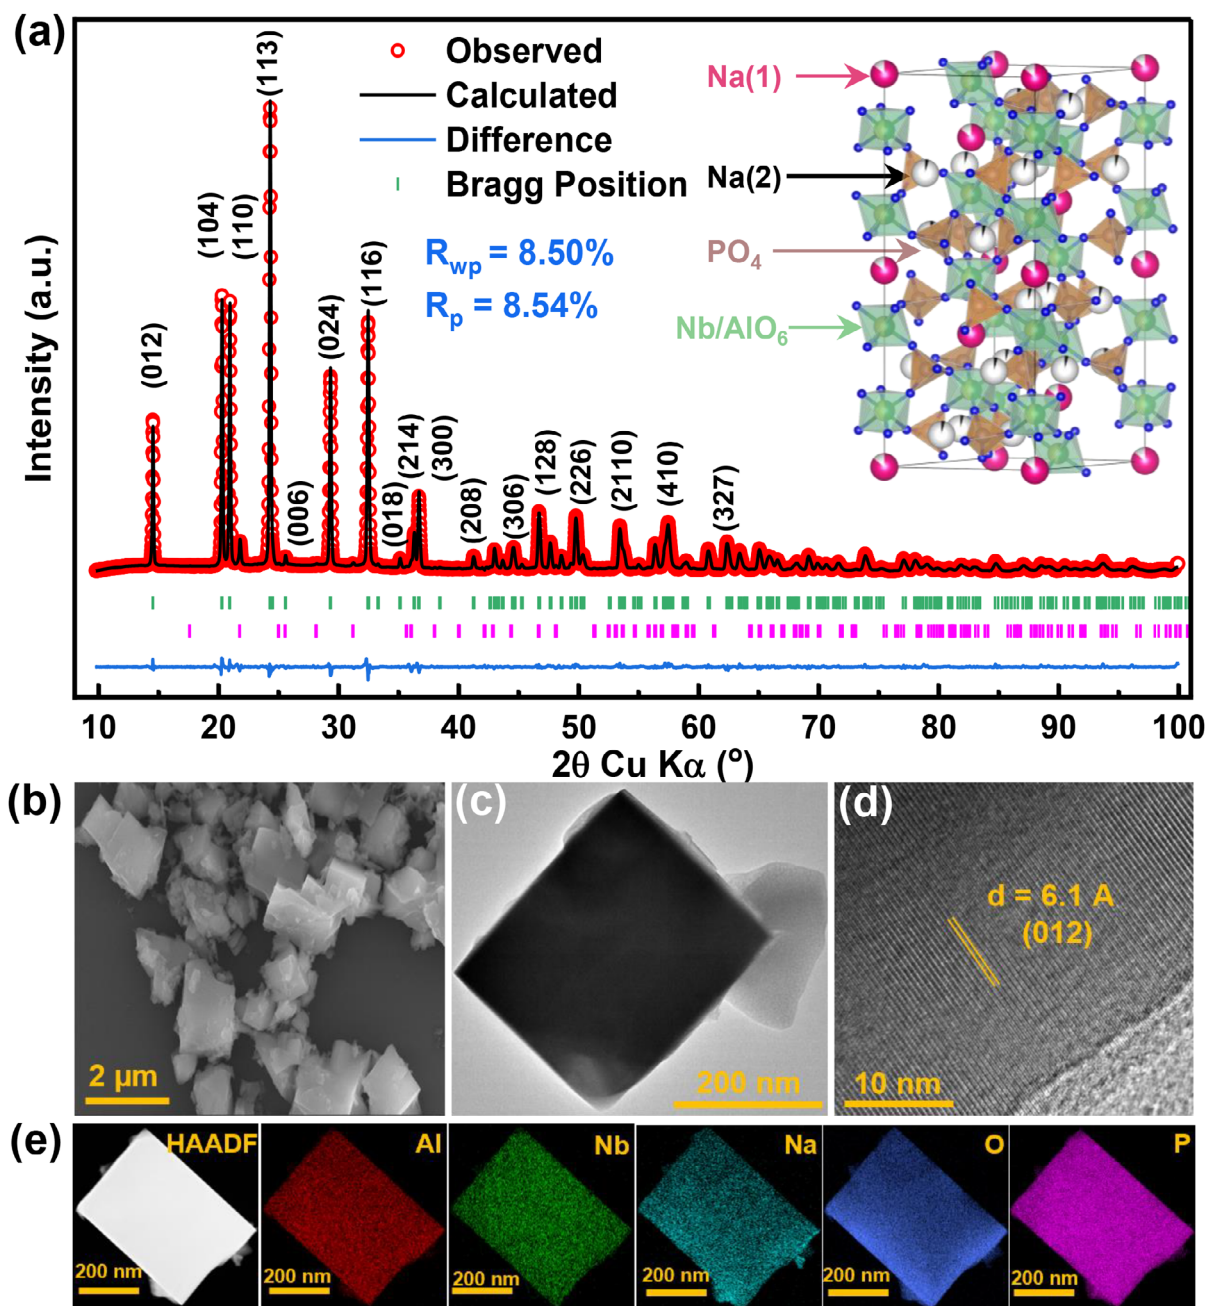 (a)
Observed
Calculated
Difference
Bragg Position
R_wp = 8.50%
R_p = 8.54%
Na(1)
Na(2)
PO₄
Nb/AlO₆
(012)
(104)
(110)
(113)
(006)
(024)
(116)
(018)
(214)
(300)
(208)
(306)
(128)
(226)
(2110)
(410)
(327)
Intensity (a.u.)
10 20 30 40 50 60 70 80 90 100
2θ Cu Kα (°)
(b)
2 μm
(c)
200 nm
(d)
d = 6.1 A
(012)
10 nm
(e)
HAADF
200 nm
Al
200 nm
Nb
200 nm
Na
200 nm
O
200 nm
P
200 nm